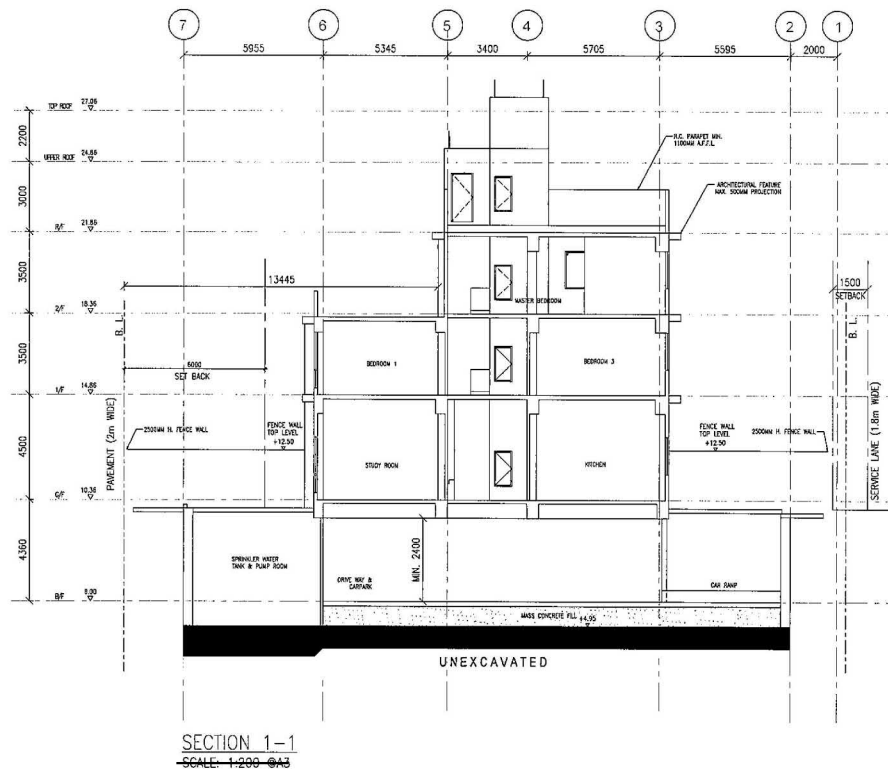 7
6
5
4
3
2
1
5955
5345
3400
5705
5595
2000
TOP ROOF 27.06
2200
UPPER ROOF 24.86
R.C. PARAPET MIN.
1100MM A.F.F.L
3000
ARCHITECTURAL FEATURE
MAX. 500MM PROJECTION
R/F 21.86
3500
13445
1500
SETBACK
MASTER BEDROOM
2/F 18.36
B. L.
B. L.
3500
BEDROOM 1
BEDROOM 3
6000
SET BACK
1/F 14.86
PAVEMENT (2m WIDE)
2500MM H. FENCE WALL
FENCE WALL
TOP LEVEL
+12.50
FENCE WALL
TOP LEVEL
+12.50
2500MM H. FENCE WALL
SERVICE LANE (1.8m WIDE)
4500
STUDY ROOM
KITCHEN
G/F 10.36
4360
SPRINKLER WATER
TANK & PUMP ROOM
DRIVE WAY &
CARPARK
MIN. 2400
CAR RAMP
B/F 6.00
MASS CONCRETE FILL +4.95
UNEXCAVATED
SECTION 1-1
SCALE: 1:200 @A3